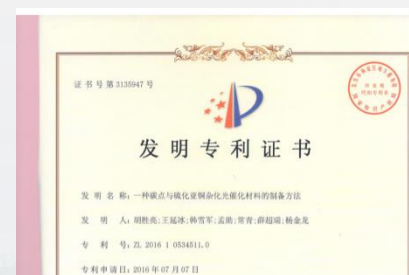 证书号第3135947号
发明专利证书
发 明 名 称：一种碳点与硫化亚铜杂化光催化材料的制备方法
发 明 人：胡胜亮;王延冰;韩雪军;孟勤;常青;薛超瑞;杨金龙
专 利 号：ZL 2016 1 0534511.0
专利申请日：2016年07月07日